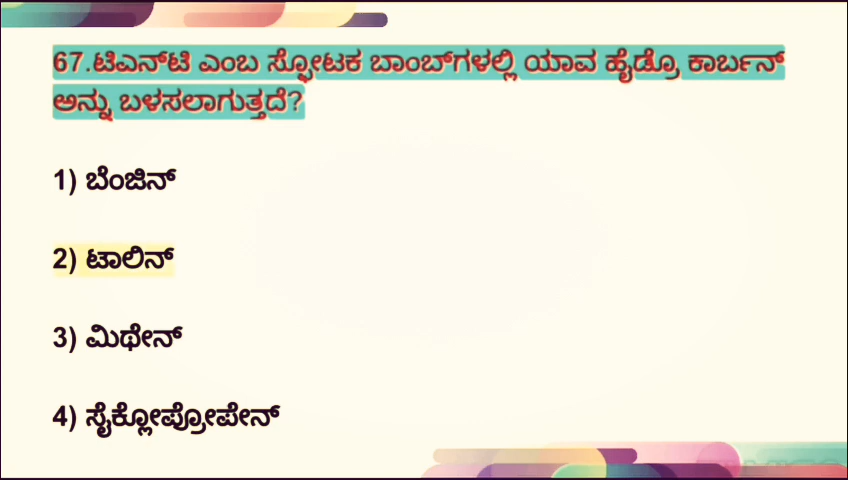 67.ಟಿಎನ್‌ಟಿ ಎಂಬ ಸ್ಫೋಟಕ ಬಾಂಬ್‌ಗಳಲ್ಲಿ ಯಾವ ಹೈಡ್ರೊ ಕಾರ್ಬನ್
ಅನ್ನು ಬಳಸಲಾಗುತ್ತದೆ?
1) ಬೆಂಜಿನ್
2) ಟಾಲಿನ್
3) ಮಿಥೇನ್
4) ಸೈಕ್ಲೋಪ್ರೋಪೇನ್